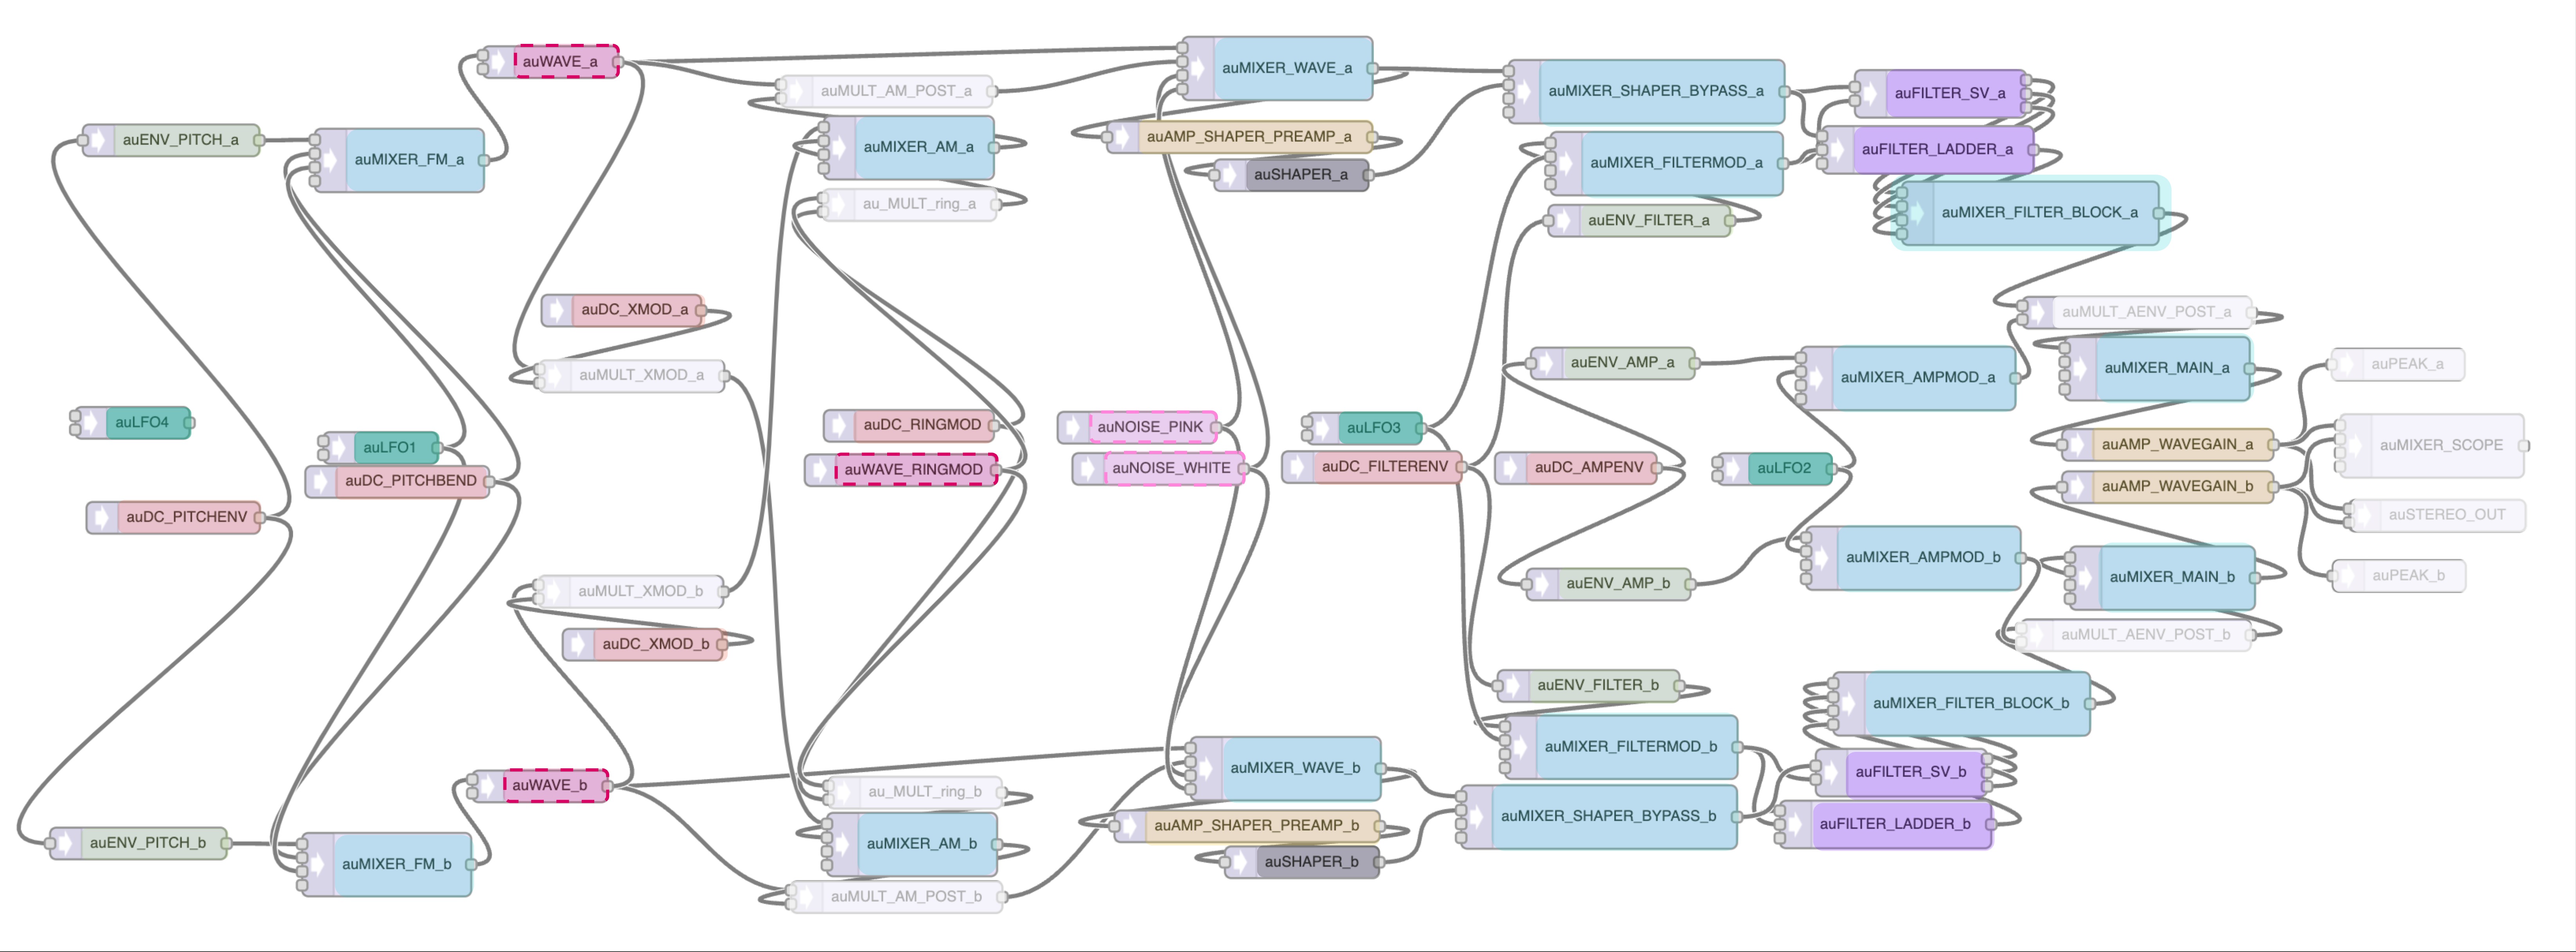 auWAVE_a
auMULT_AM_POST_a
auMIXER_WAVE_a
auMIXER_SHAPER_BYPASS_a
auFILTER_SV_a
auENV_PITCH_a
auMIXER_FM_a
auMIXER_AM_a
auAMP_SHAPER_PREAMP_a
auMIXER_FILTERMOD_a
auFILTER_LADDER_a
auSHAPER_a
au_MULT_ring_a
auENV_FILTER_a
auMIXER_FILTER_BLOCK_a
auDC_XMOD_a
auMULT_AENV_POST_a
auMULT_XMOD_a
auENV_AMP_a
auMIXER_AMPMOD_a
auMIXER_MAIN_a
auPEAK_a
auLFO4
auLFO1
auDC_RINGMOD
auNOISE_PINK
auLFO3
auAMP_WAVEGAIN_a
auMIXER_SCOPE
auDC_PITCHBEND
auWAVE_RINGMOD
auNOISE_WHITE
auDC_FILTERENV
auDC_AMPENV
auLFO2
auAMP_WAVEGAIN_b
auDC_PITCHENV
auSTEREO_OUT
auMULT_XMOD_b
auENV_AMP_b
auMIXER_AMPMOD_b
auMIXER_MAIN_b
auPEAK_b
auDC_XMOD_b
auMULT_AENV_POST_b
auENV_FILTER_b
auMIXER_FILTER_BLOCK_b
auMIXER_FILTERMOD_b
auWAVE_b
auMIXER_WAVE_b
auFILTER_SV_b
au_MULT_ring_b
auAMP_SHAPER_PREAMP_b
auMIXER_SHAPER_BYPASS_b
auFILTER_LADDER_b
auENV_PITCH_b
auMIXER_FM_b
auMIXER_AM_b
auSHAPER_b
auMULT_AM_POST_b